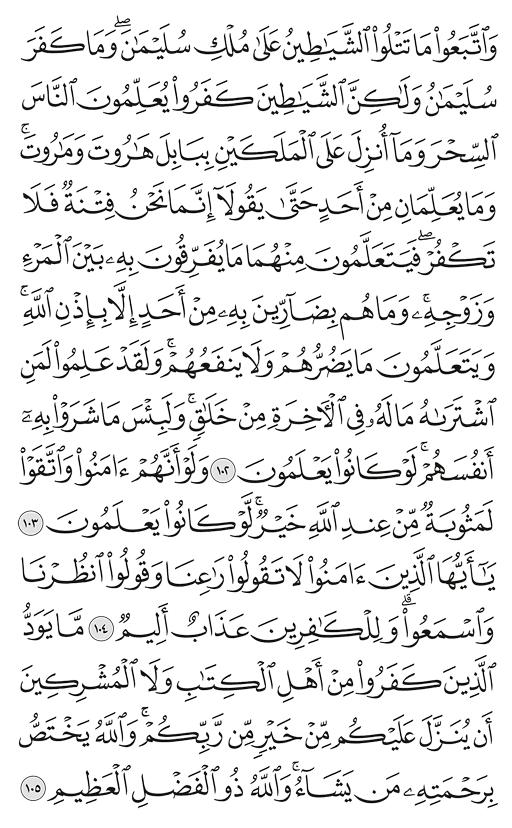 وَٱتَّبَعُوا۟ مَا تَتْلُوا۟ ٱلشَّيَـٰطِينُ عَلَىٰ مُلْكِ سُلَيْمَـٰنَ ۖ وَمَا كَفَرَ
سُلَيْمَـٰنُ وَلَـٰكِنَّ ٱلشَّيَـٰطِينَ كَفَرُوا۟ يُعَلِّمُونَ ٱلنَّاسَ
ٱلسِّحْرَ وَمَآ أُنزِلَ عَلَى ٱلْمَلَكَيْنِ بِبَابِلَ هَـٰرُوتَ وَمَـٰرُوتَ ۚ
وَمَا يُعَلِّمَانِ مِنْ أَحَدٍ حَتَّىٰ يَقُولَآ إِنَّمَا نَحْنُ فِتْنَةٌ فَلَا
تَكْفُرْ ۖ فَيَتَعَلَّمُونَ مِنْهُمَا مَا يُفَرِّقُونَ بِهِۦ بَيْنَ ٱلْمَرْءِ
وَزَوْجِهِۦ ۚ وَمَا هُم بِضَآرِّينَ بِهِۦ مِنْ أَحَدٍ إِلَّا بِإِذْنِ ٱللَّهِ ۚ
وَيَتَعَلَّمُونَ مَا يَضُرُّهُمْ وَلَا يَنفَعُهُمْ ۚ وَلَقَدْ عَلِمُوا۟ لَمَنِ
ٱشْتَرَىٰهُ مَا لَهُۥ فِى ٱلْـَٔاخِرَةِ مِنْ خَلَـٰقٍ ۚ وَلَبِئْسَ مَا شَرَوْا۟ بِهِۦٓ
أَنفُسَهُمْ ۚ لَوْ كَانُوا۟ يَعْلَمُونَ ١٠٢ وَلَوْ أَنَّهُمْ ءَامَنُوا۟ وَٱتَّقَوْا۟
لَمَثُوبَةٌ مِّنْ عِندِ ٱللَّهِ خَيْرٌ ۖ لَّوْ كَانُوا۟ يَعْلَمُونَ ١٠٣
يَـٰٓأَيُّهَا ٱلَّذِينَ ءَامَنُوا۟ لَا تَقُولُوا۟ رَٰعِنَا وَقُولُوا۟ ٱنظُرْنَا
وَٱسْمَعُوا۟ ۗ وَلِلْكَـٰفِرِينَ عَذَابٌ أَلِيمٌ ١٠٤ مَّا يَوَدُّ
ٱلَّذِينَ كَفَرُوا۟ مِنْ أَهْلِ ٱلْكِتَـٰبِ وَلَا ٱلْمُشْرِكِينَ
أَن يُنَزَّلَ عَلَيْكُم مِّنْ خَيْرٍ مِّن رَّبِّكُمْ ۗ وَٱللَّهُ يَخْتَصُّ
بِرَحْمَتِهِۦ مَن يَشَآءُ ۚ وَٱللَّهُ ذُو ٱلْفَضْلِ ٱلْعَظِيمِ ١٠٥